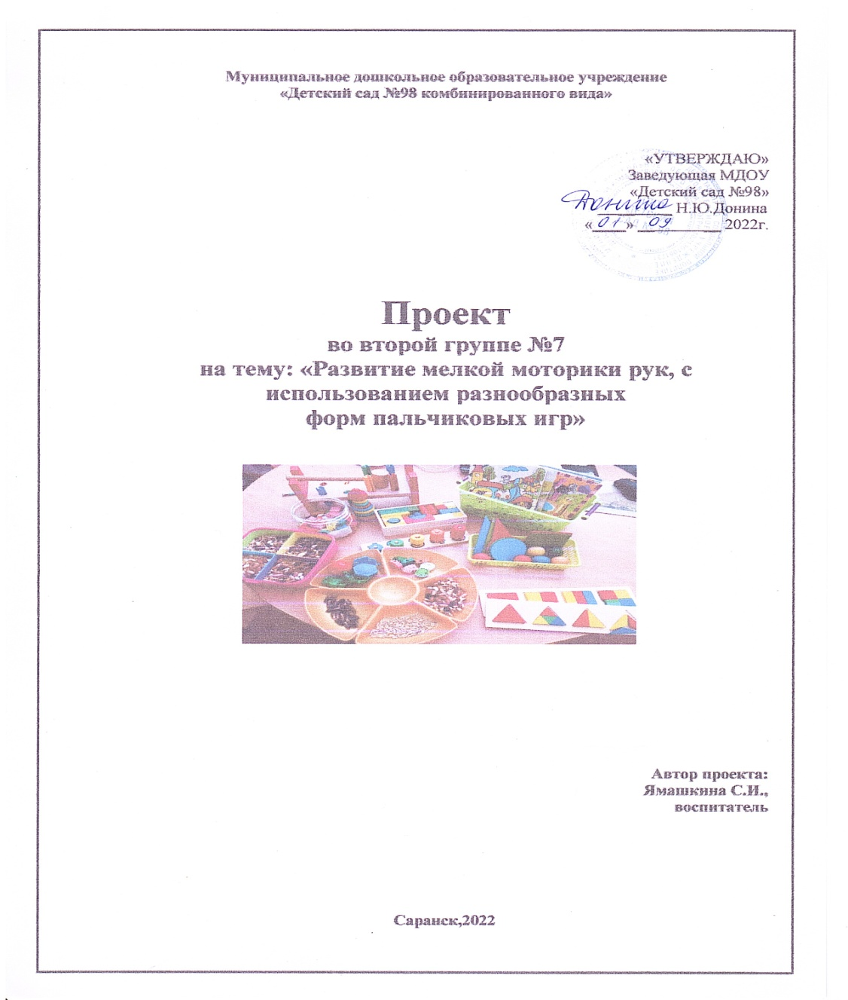 Муниципальное дошкольное образовательное учреждение
«Детский сад №98 комбинированного вида»
«УТВЕРЖДАЮ»
Заведующая МДОУ
«Детский сад №98»
Н.Ю.Донина
«01» 09 2022г.
Проект
во второй группе №7
на тему: «Развитие мелкой моторики рук, с
использованием разнообразных
форм пальчиковых игр»
Автор проекта:
Ямашкина С.И.,
воспитатель
Саранск,2022